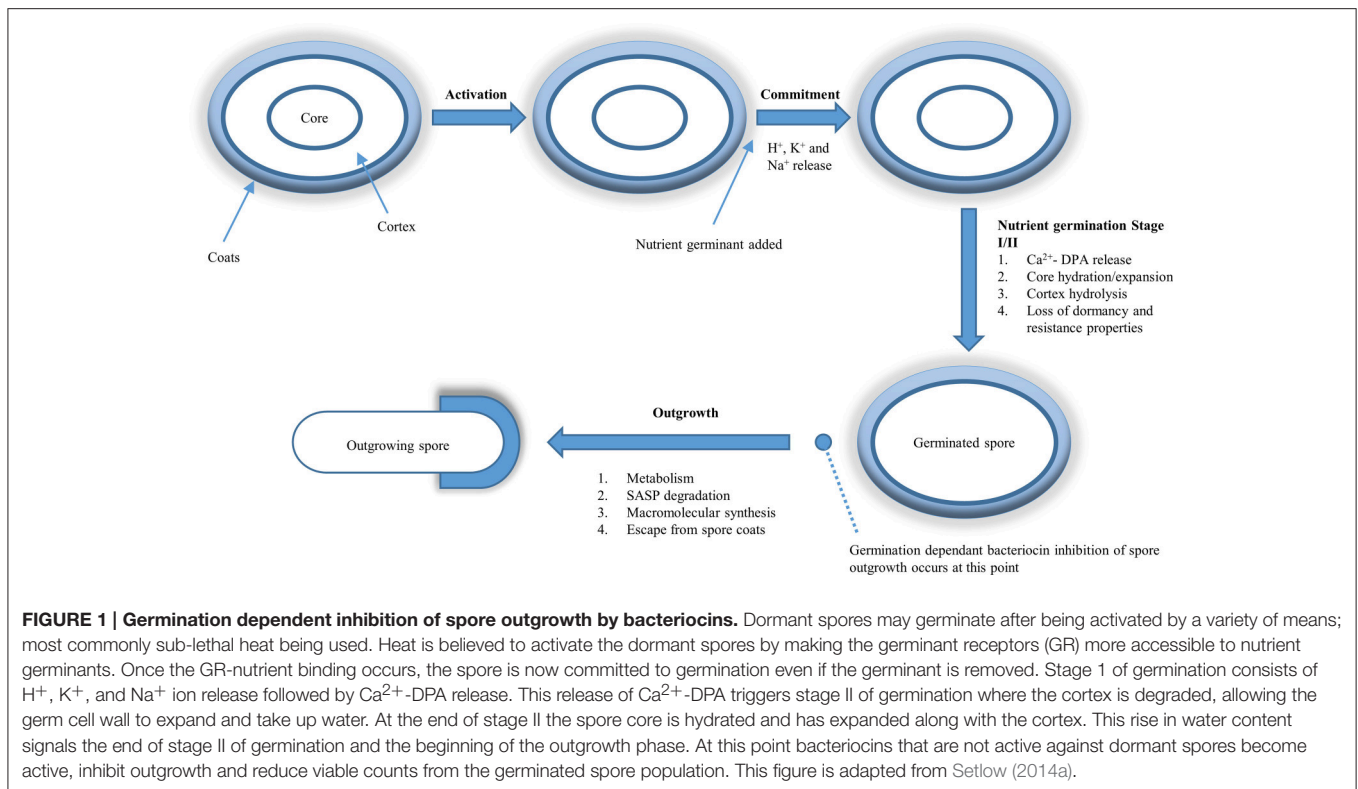 Activation
Commitment
Core
H⁺, K⁺ and
Na⁺ release
Cortex
Nutrient germinant added
Coats
Nutrient germination Stage
I/II
1. Ca²⁺- DPA release
2. Core hydration/expansion
3. Cortex hydrolysis
4. Loss of dormancy and
resistance properties
Outgrowth
Outgrowing spore
Germinated spore
1. Metabolism
2. SASP degradation
3. Macromolecular synthesis
4. Escape from spore coats
Germination dependant bacteriocin inhibition of spore
outgrowth occurs at this point
FIGURE 1 | Germination dependent inhibition of spore outgrowth by bacteriocins. Dormant spores may germinate after being activated by a variety of means;
most commonly sub-lethal heat being used. Heat is believed to activate the dormant spores by making the germinant receptors (GR) more accessible to nutrient
germinants. Once the GR-nutrient binding occurs, the spore is now committed to germination even if the germinant is removed. Stage 1 of germination consists of
H⁺, K⁺, and Na⁺ ion release followed by Ca²⁺-DPA release. This release of Ca²⁺-DPA triggers stage II of germination where the cortex is degraded, allowing the
germ cell wall to expand and take up water. At the end of stage II the spore core is hydrated and has expanded along with the cortex. This rise in water content
signals the end of stage II of germination and the beginning of the outgrowth phase. At this point bacteriocins that are not active against dormant spores become
active, inhibit outgrowth and reduce viable counts from the germinated spore population. This figure is adapted from Setlow (2014a).